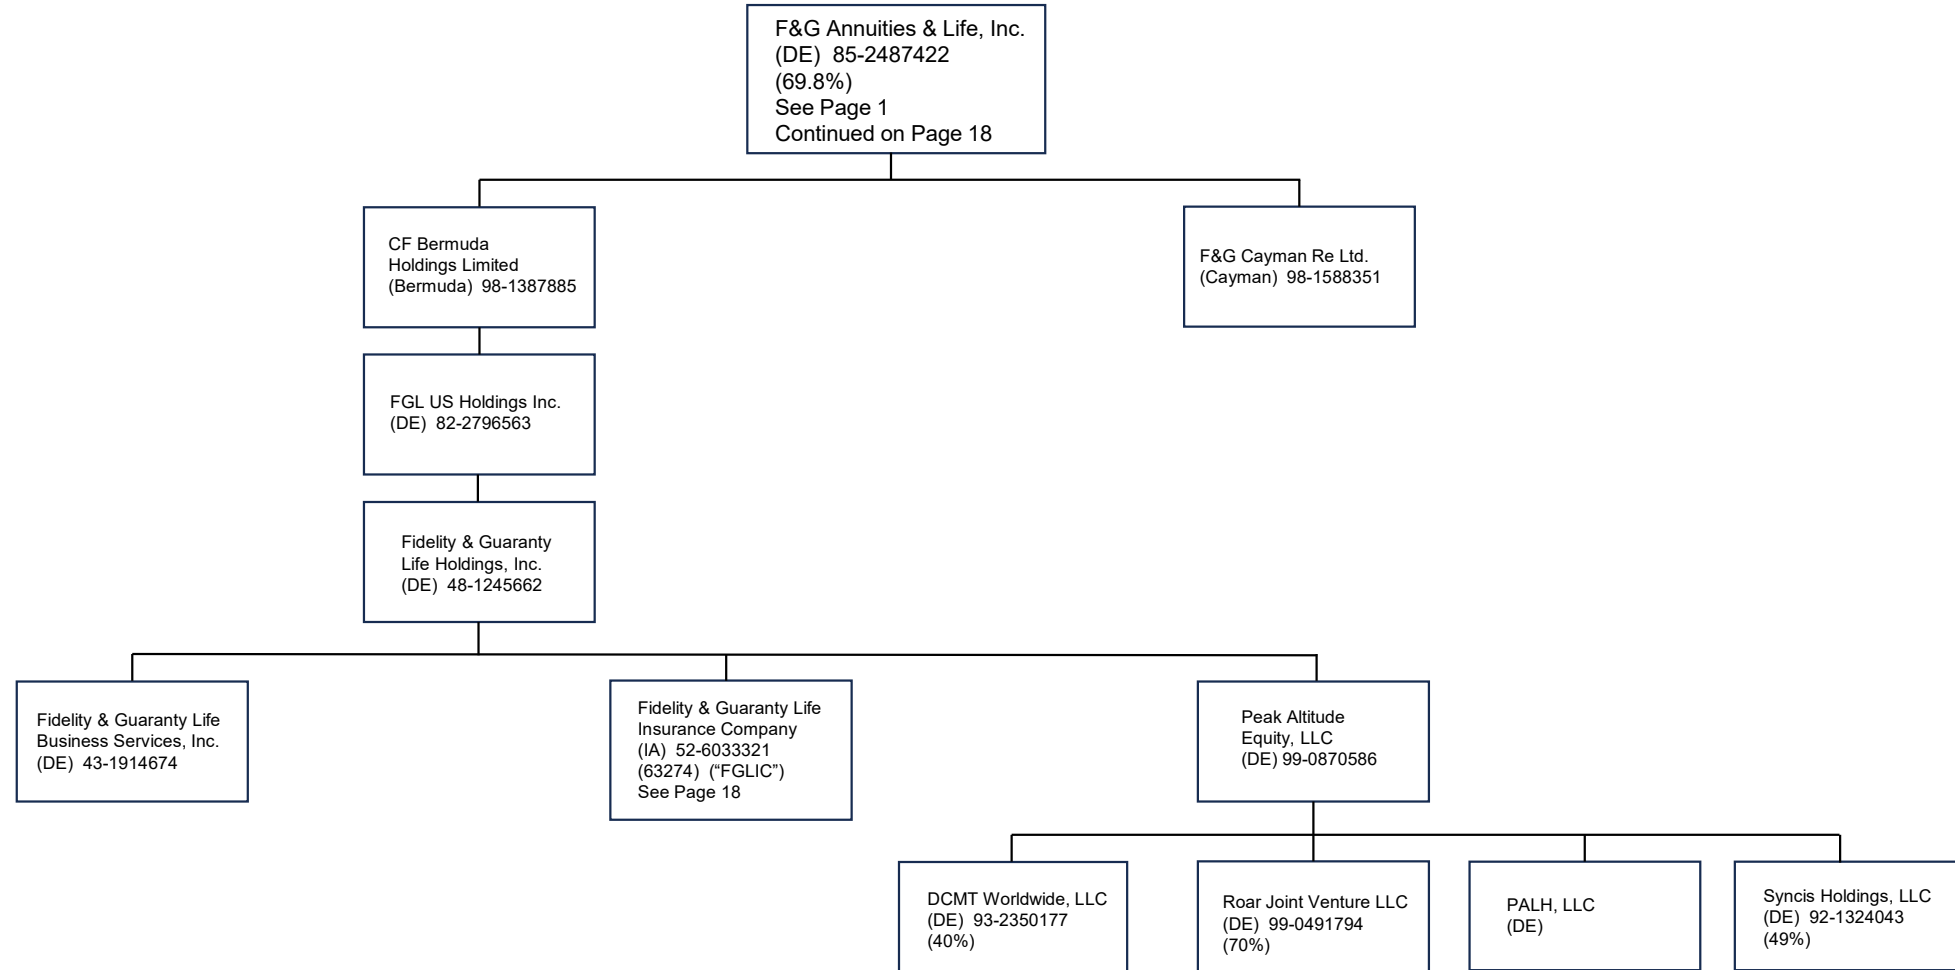 F&G Annuities & Life, Inc.
(DE)  85-2487422
(69.8%)
See Page 1
Continued on Page 18
CF Bermuda
Holdings Limited
(Bermuda)  98-1387885
F&G Cayman Re Ltd.
(Cayman)  98-1588351
FGL US Holdings Inc.
(DE)  82-2796563
Fidelity & Guaranty
Life Holdings, Inc.
(DE)  48-1245662
Fidelity & Guaranty Life
Business Services, Inc.
(DE)  43-1914674
Fidelity & Guaranty Life
Insurance Company
(IA)  52-6033321
(63274)  (“FGLIC”)
See Page 18
Peak Altitude
Equity, LLC
(DE) 99-0870586
DCMT Worldwide, LLC
(DE)  93-2350177
(40%)
Roar Joint Venture LLC
(DE)  99-0491794
(70%)
PALH, LLC
(DE)
Syncis Holdings, LLC
(DE)  92-1324043
(49%)